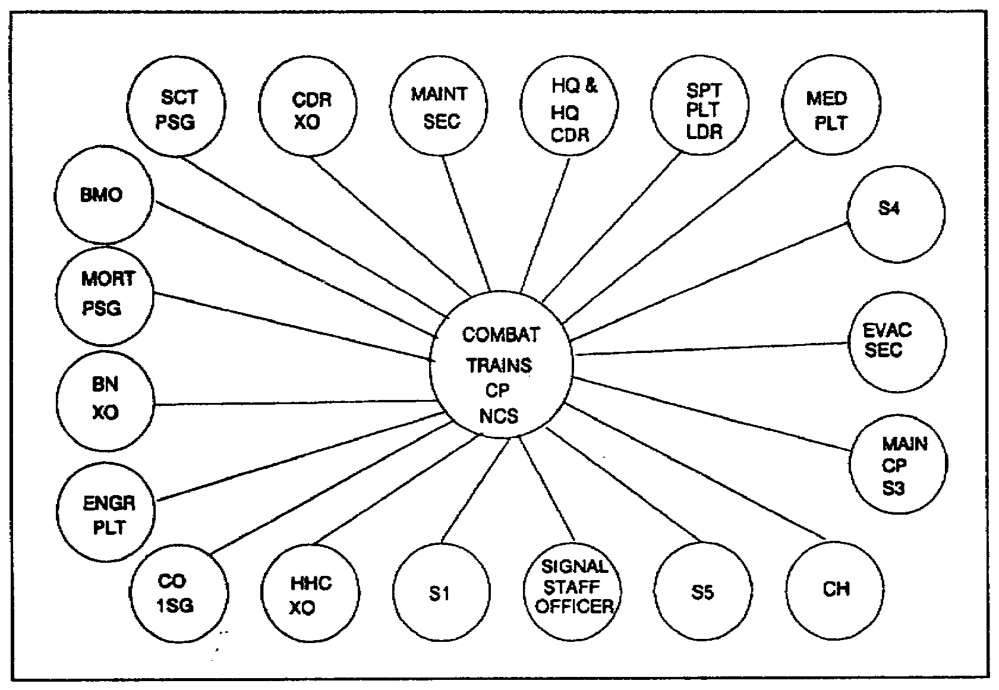 SCT
PSG
CDR
XO
MAINT
SEC
HQ &
HQ
CDR
SPT
PLT
LDR
MED
PLT
BMO
S4
MORT
PSG
EVAC
SEC
COMBAT
TRAINS
CP
NCS
BN
XO
MAIN
CP
S3
ENGR
PLT
CO
1SG
HHC
XO
S1
SIGNAL
STAFF
OFFICER
S5
CH